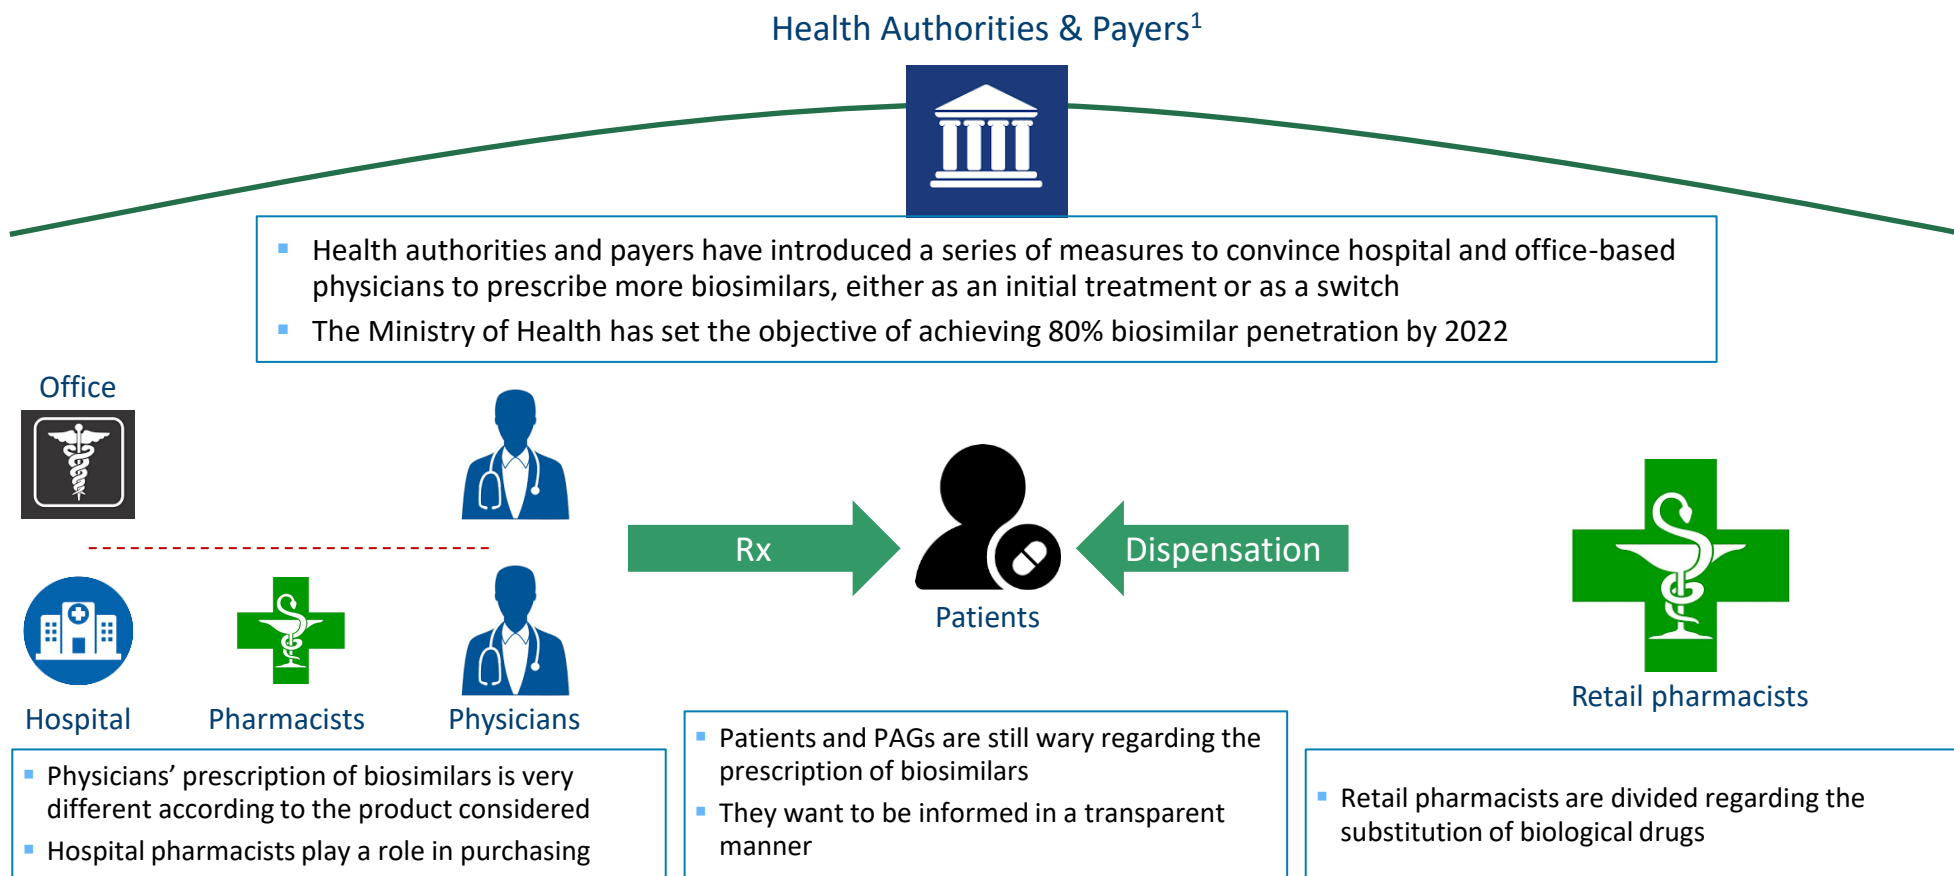 Health Authorities & Payers¹
▪ Health authorities and payers have introduced a series of measures to convince hospital and office-based
physicians to prescribe more biosimilars, either as an initial treatment or as a switch
▪ The Ministry of Health has set the objective of achieving 80% biosimilar penetration by 2022
Office
Rx
Dispensation
Patients
Hospital
Pharmacists
Physicians
Retail pharmacists
▪ Physicians’ prescription of biosimilars is very
different according to the product considered
▪ Hospital pharmacists play a role in purchasing
▪ Patients and PAGs are still wary regarding the
prescription of biosimilars
▪ They want to be informed in a transparent
manner
▪ Retail pharmacists are divided regarding the
substitution of biological drugs